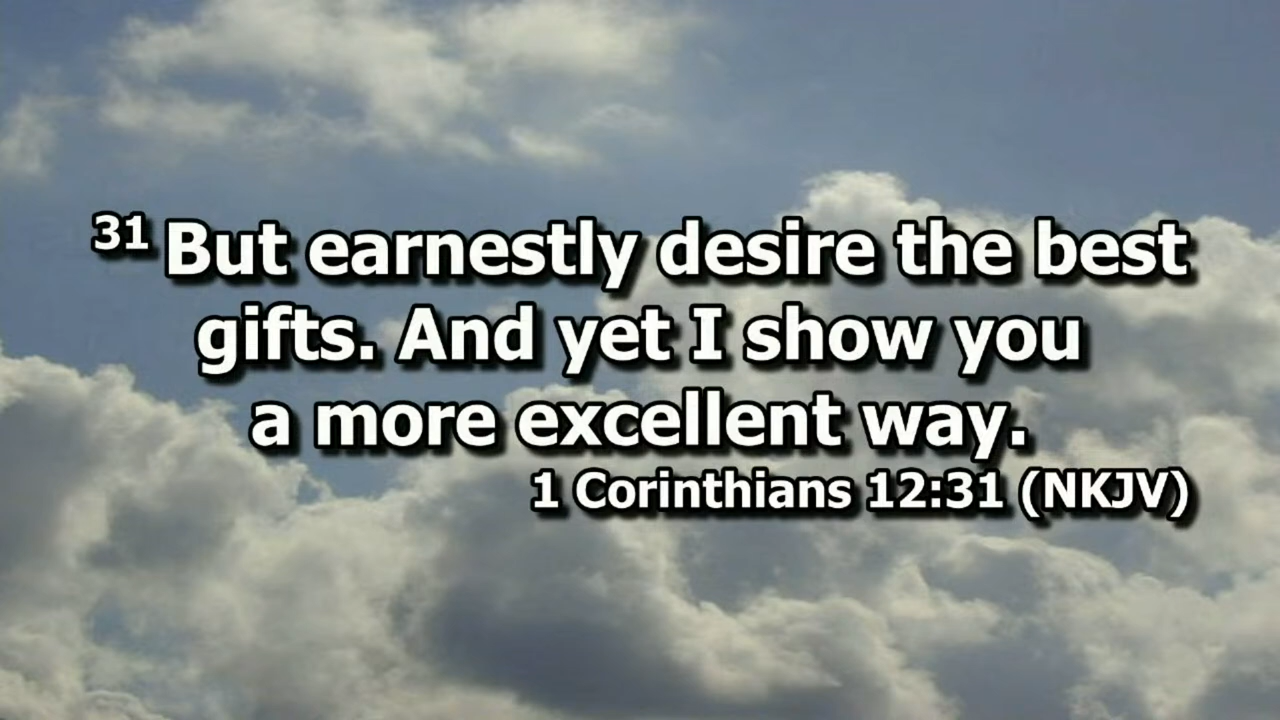 31 But earnestly desire the best
gifts. And yet I show you
a more excellent way.
1 Corinthians 12:31 (NKJV)